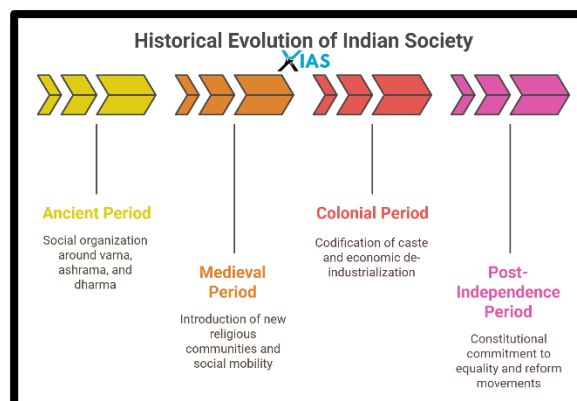 Historical Evolution of Indian Society
XIAS
Ancient Period
Social organization
around varna,
ashrama, and
dharma
Medieval
Period
Introduction of new
religious
communities and
social mobility
Colonial Period
Codification of caste
and economic de-
industrialization
Post-
Independence
Period
Constitutional
commitment to
equality and reform
movements